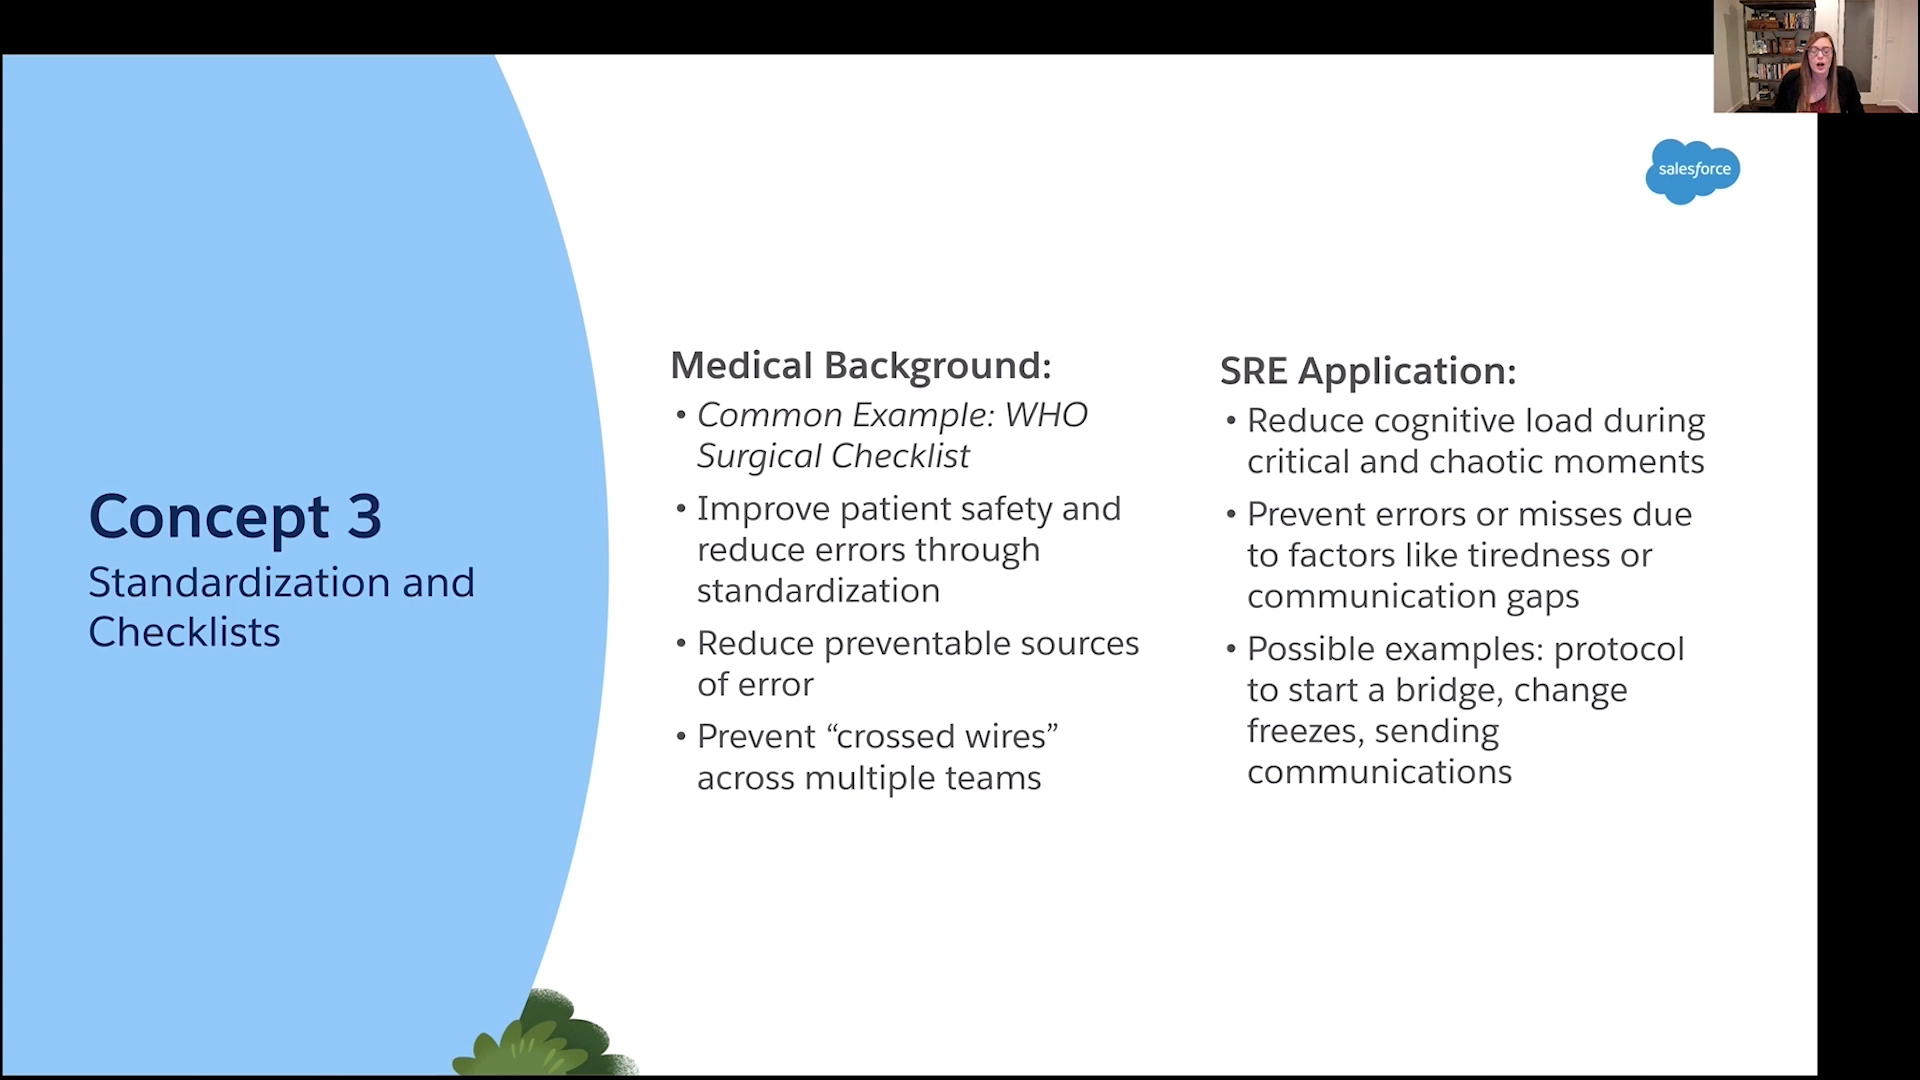 salesforce
Concept 3
Standardization and
Checklists
Medical Background:
• Common Example: WHO
Surgical Checklist
• Improve patient safety and
reduce errors through
standardization
• Reduce preventable sources
of error
• Prevent “crossed wires”
across multiple teams
SRE Application:
• Reduce cognitive load during
critical and chaotic moments
• Prevent errors or misses due
to factors like tiredness or
communication gaps
• Possible examples: protocol
to start a bridge, change
freezes, sending
communications